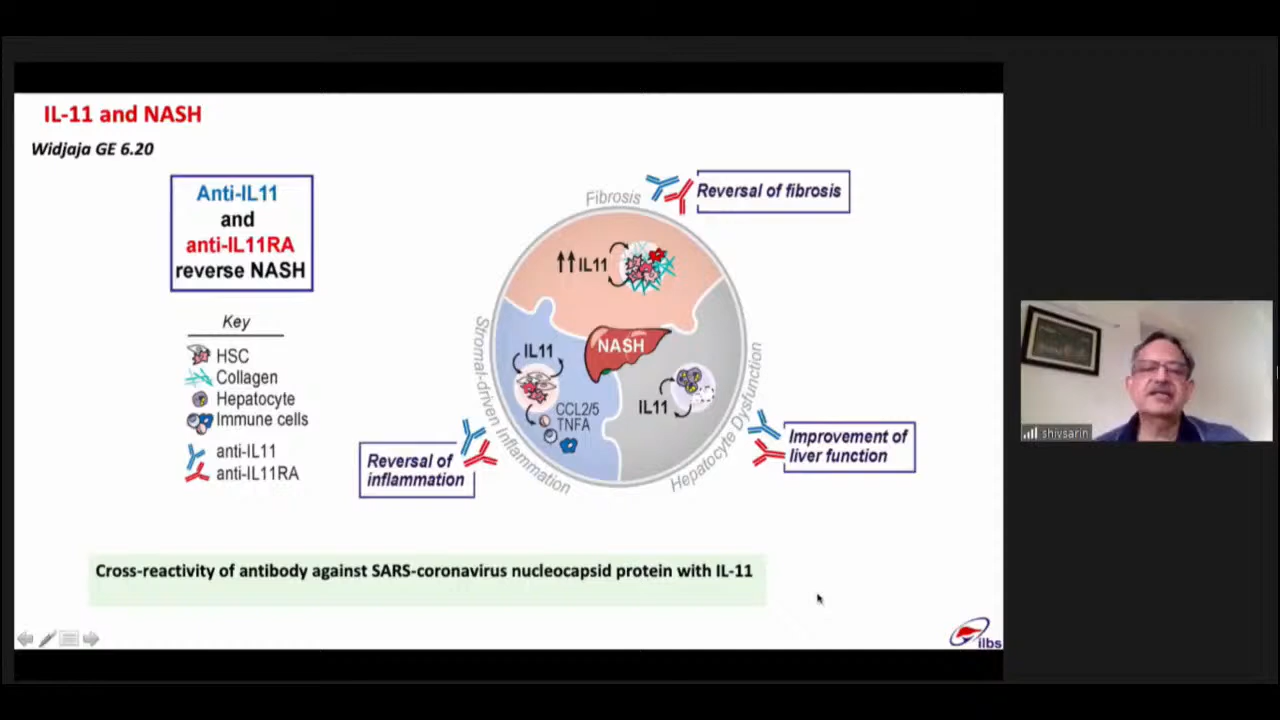 IL-11 and NASH
Widjaja GE 6.20
Anti-IL11
and
anti-IL11RA
reverse NASH
Key
HSC
Collagen
Hepatocyte
Immune cells
anti-IL11
anti-IL11RA
Fibrosis
Reversal of fibrosis
↑↑IL11
NASH
IL11
CCL2/5
TNFA
Stromal-driven Inflammation
Reversal of
inflammation
IL11
Hepatocyte Dysfunction
Improvement of
liver function
Cross-reactivity of antibody against SARS-coronavirus nucleocapsid protein with IL-11
ilbs
shivsarin